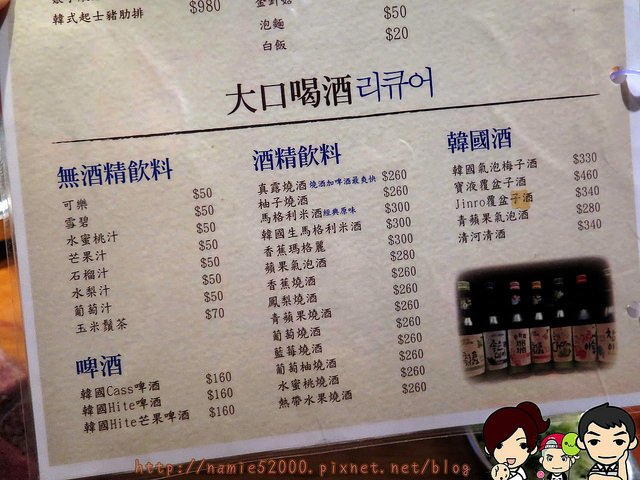 韓式起士豬肋排 $980
泡麵 $50
白飯 $20
大口喝酒 리큐어
無酒精飲料
可樂 $50
雪碧 $50
水蜜桃汁 $50
芒果汁 $50
石榴汁 $50
水梨汁 $50
葡萄汁 $50
玉米鬚茶 $70
啤酒
韓國Cass啤酒 $160
韓國Hite啤酒 $160
韓國Hite芒果啤酒 $160
酒精飲料
真露燒酒 燒酒加啤酒最爽快 $260
柚子燒酒 $260
馬格利米酒 經典原味 $300
韓國生馬格利米酒 $300
香蕉瑪格麗 $300
蘋果氣泡酒 $280
香蕉燒酒 $260
鳳梨燒酒 $260
青蘋果燒酒 $260
葡萄燒酒 $260
藍莓燒酒 $260
葡萄柚燒酒 $260
水蜜桃燒酒 $260
熱帶水果燒酒 $260
韓國酒
韓國氣泡梅子酒 $330
寶液覆盆子酒 $460
Jinro覆盆子酒 $340
青蘋果氣泡酒 $280
清河清酒 $340
http://namie52000.pixnet.net/blog